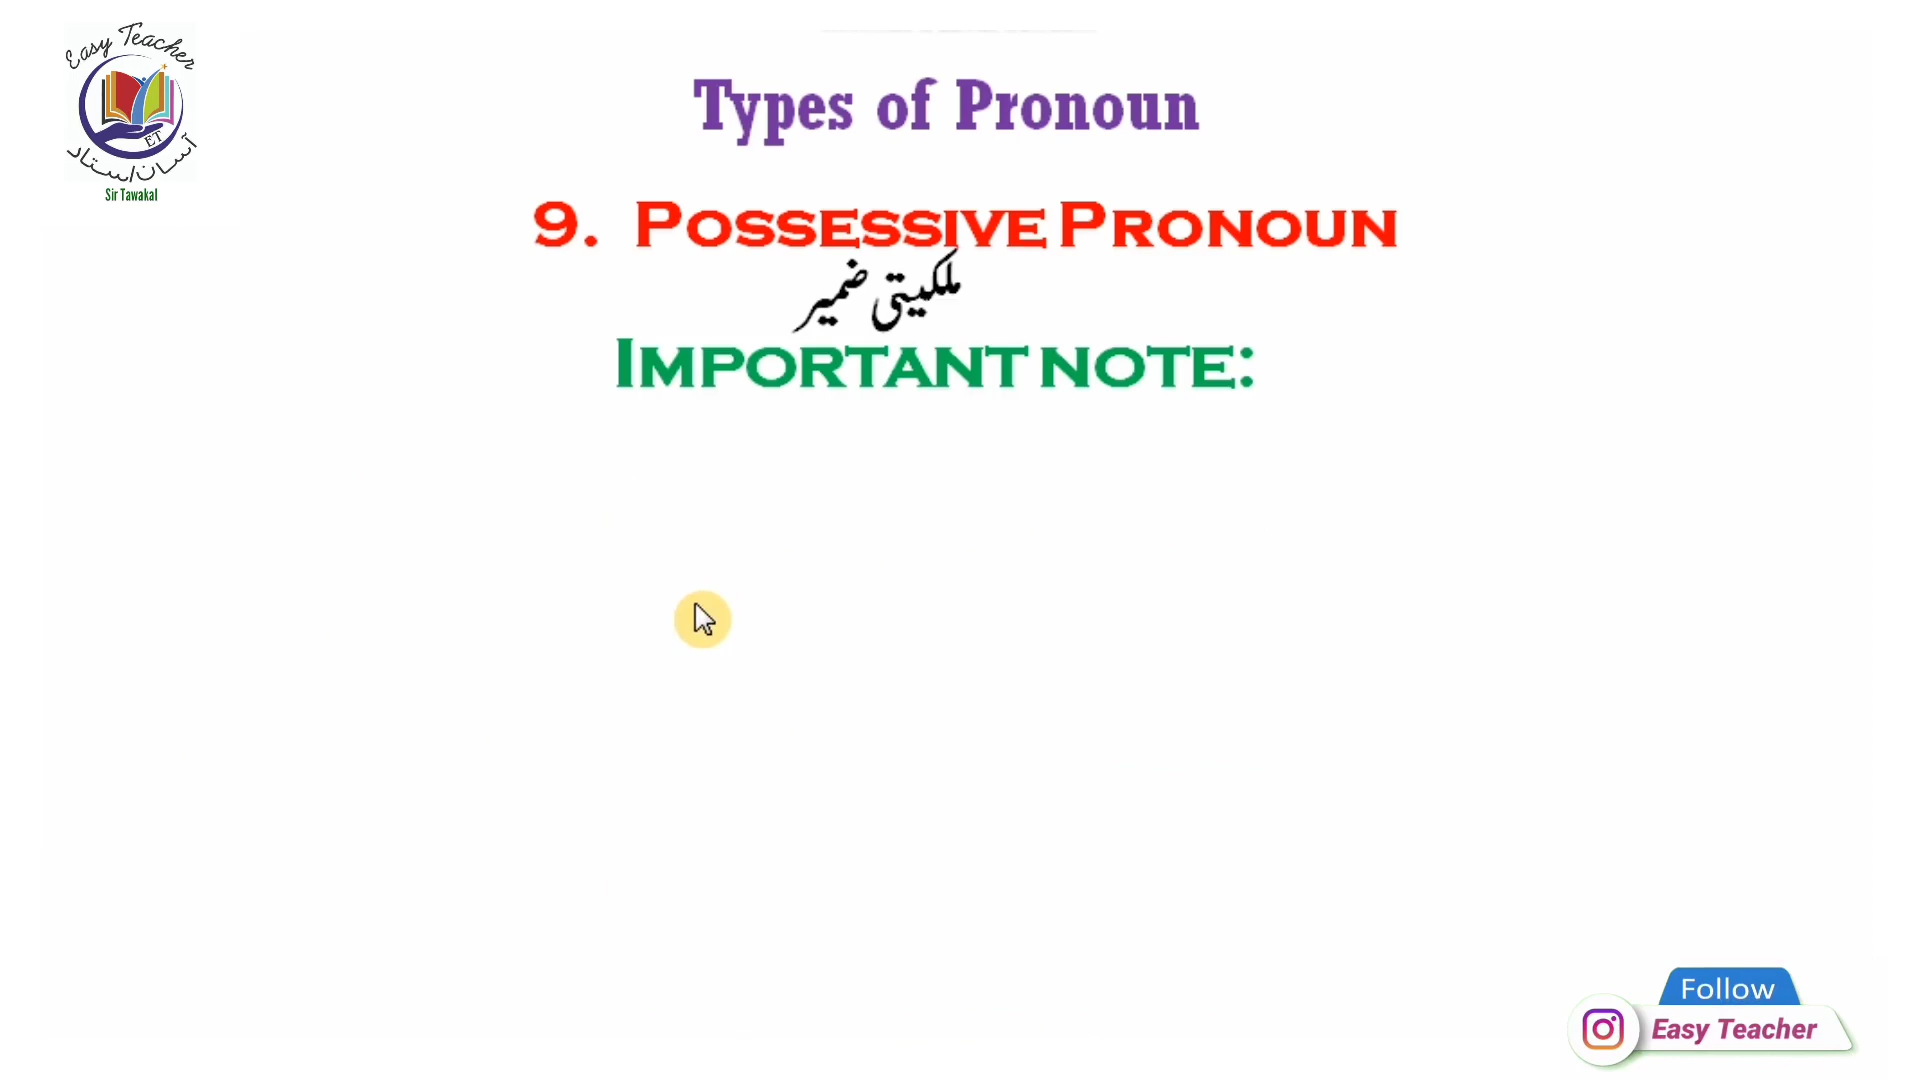 Easy Teacher
ET
آسان استاد
Sir Tawakal
Types of Pronoun
9. Possessive Pronoun
ملکیتی ضمیر
Important note:
Follow
Easy Teacher